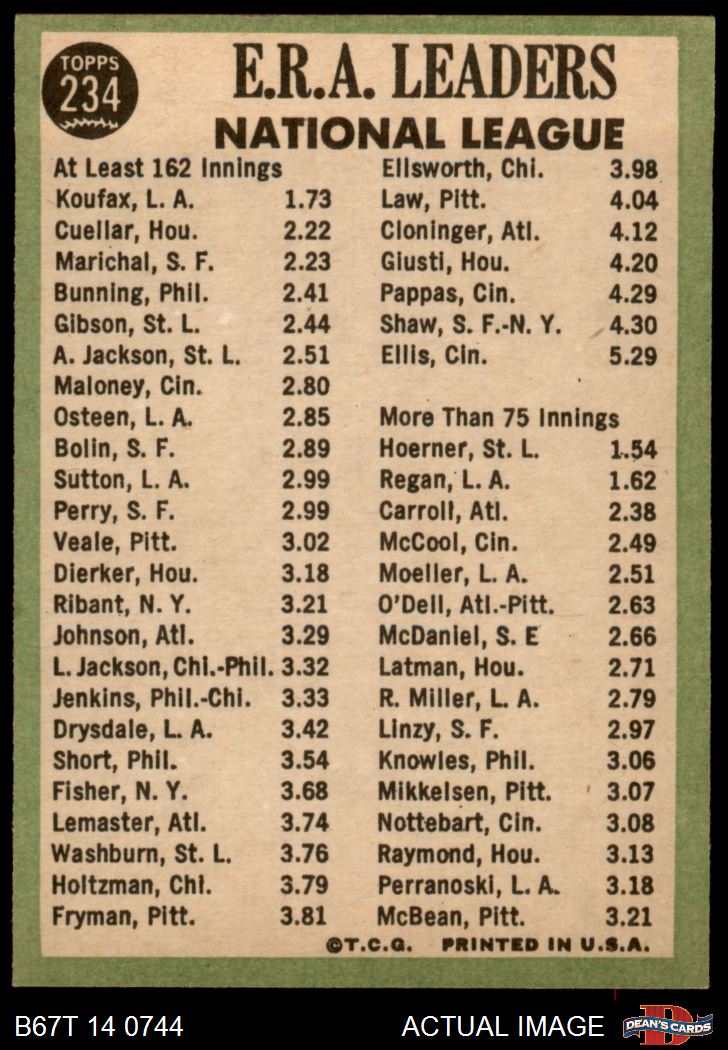 TOPPS
234
E.R.A. LEADERS
NATIONAL LEAGUE
At Least 162 Innings
Koufax, L. A. 1.73
Cuellar, Hou. 2.22
Marichal, S. F. 2.23
Bunning, Phil. 2.41
Gibson, St. L. 2.44
A. Jackson, St. L. 2.51
Maloney, Cin. 2.80
Osteen, L. A. 2.85
Bolin, S. F. 2.89
Sutton, L. A. 2.99
Perry, S. F. 2.99
Veale, Pitt. 3.02
Dierker, Hou. 3.18
Ribant, N. Y. 3.21
Johnson, Atl. 3.29
L. Jackson, Chi.-Phil. 3.32
Jenkins, Phil.-Chi. 3.33
Drysdale, L. A. 3.42
Short, Phil. 3.54
Fisher, N. Y. 3.68
Lemaster, Atl. 3.74
Washburn, St. L. 3.76
Holtzman, Chi. 3.79
Fryman, Pitt. 3.81
Ellsworth, Chi. 3.98
Law, Pitt. 4.04
Cloninger, Atl. 4.12
Giusti, Hou. 4.20
Pappas, Cin. 4.29
Shaw, S. F.-N. Y. 4.30
Ellis, Cin. 5.29
More Than 75 Innings
Hoerner, St. L. 1.54
Regan, L. A. 1.62
Carroll, Atl. 2.38
McCool, Cin. 2.49
Moeller, L. A. 2.51
O'Dell, Atl.-Pitt. 2.63
McDaniel, S. E 2.66
Latman, Hou. 2.71
R. Miller, L. A. 2.79
Linzy, S. F. 2.97
Knowles, Phil. 3.06
Mikkelsen, Pitt. 3.07
Nottebart, Cin. 3.08
Raymond, Hou. 3.13
Perranoski, L. A. 3.18
McBean, Pitt. 3.21
©T.C.G. PRINTED IN U.S.A.
B67T 14 0744 ACTUAL IMAGE
D
DEAN'S CARDS